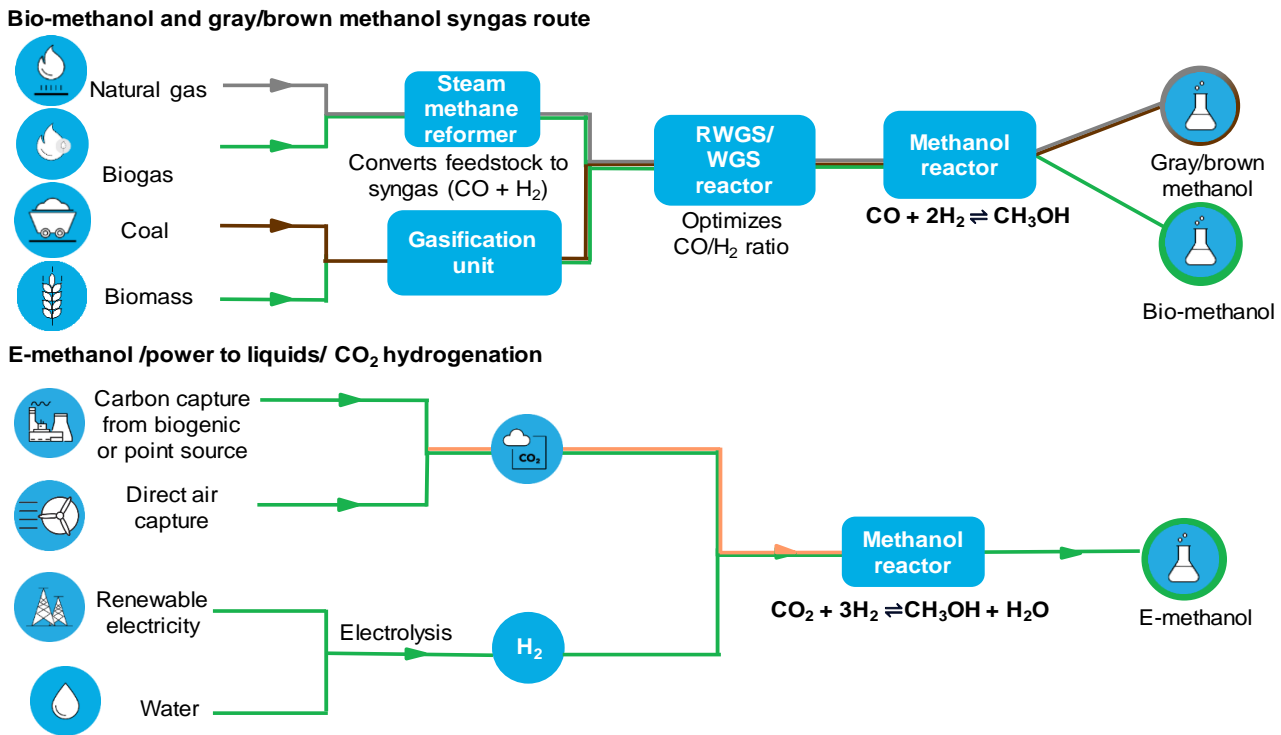 Bio-methanol and gray/brown methanol syngas route
Natural gas
Biogas
Coal
Biomass
Steam
methane
reformer
Converts feedstock to
syngas (CO + H₂)
Gasification
unit
RWGS/
WGS
reactor
Optimizes
CO/H₂ ratio
Methanol
reactor
CO + 2H₂ ⇌ CH₃OH
Gray/brown
methanol
Bio-methanol
E-methanol /power to liquids/ CO₂ hydrogenation
Carbon capture
from biogenic
or point source
Direct air
capture
CO₂
Renewable
electricity
Water
Electrolysis
H₂
Methanol
reactor
CO₂ + 3H₂ ⇌CH₃OH + H₂O
E-methanol